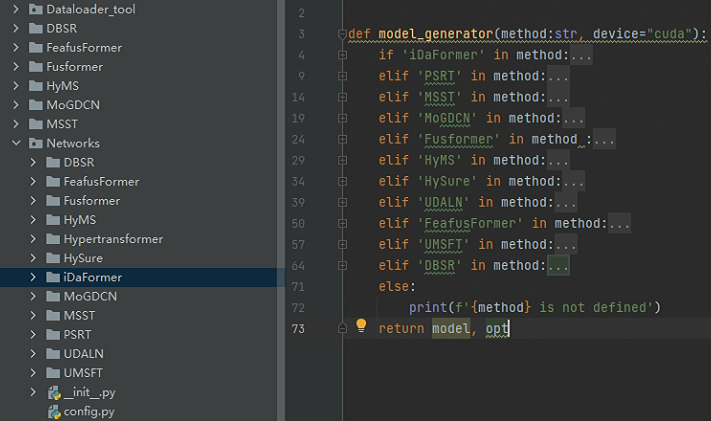 Dataloader_tool
DBSR
FeafusFormer
Fusformer
HyMS
MoGDCN
MSST
Networks
DBSR
FeafusFormer
Fusformer
HyMS
Hypertransformer
HySure
iDaFormer
MoGDCN
MSST
PSRT
UDALN
UMSFT
__init__.py
config.py
2
3 def model_generator(method:str, device="cuda"):
4 if 'iDaFormer' in method:...
9 elif 'PSRT' in method:...
14 elif 'MSST' in method:...
19 elif 'MoGDCN' in method:...
24 elif 'Fusformer' in method :...
29 elif 'HyMS' in method:...
34 elif 'HySure' in method:...
39 elif 'UDALN' in method:...
50 elif 'FeafusFormer' in method:...
57 elif 'UMSFT' in method:...
64 elif 'DBSR' in method:...
71 else:
72 print(f'{method} is not defined')
73 return model, opt